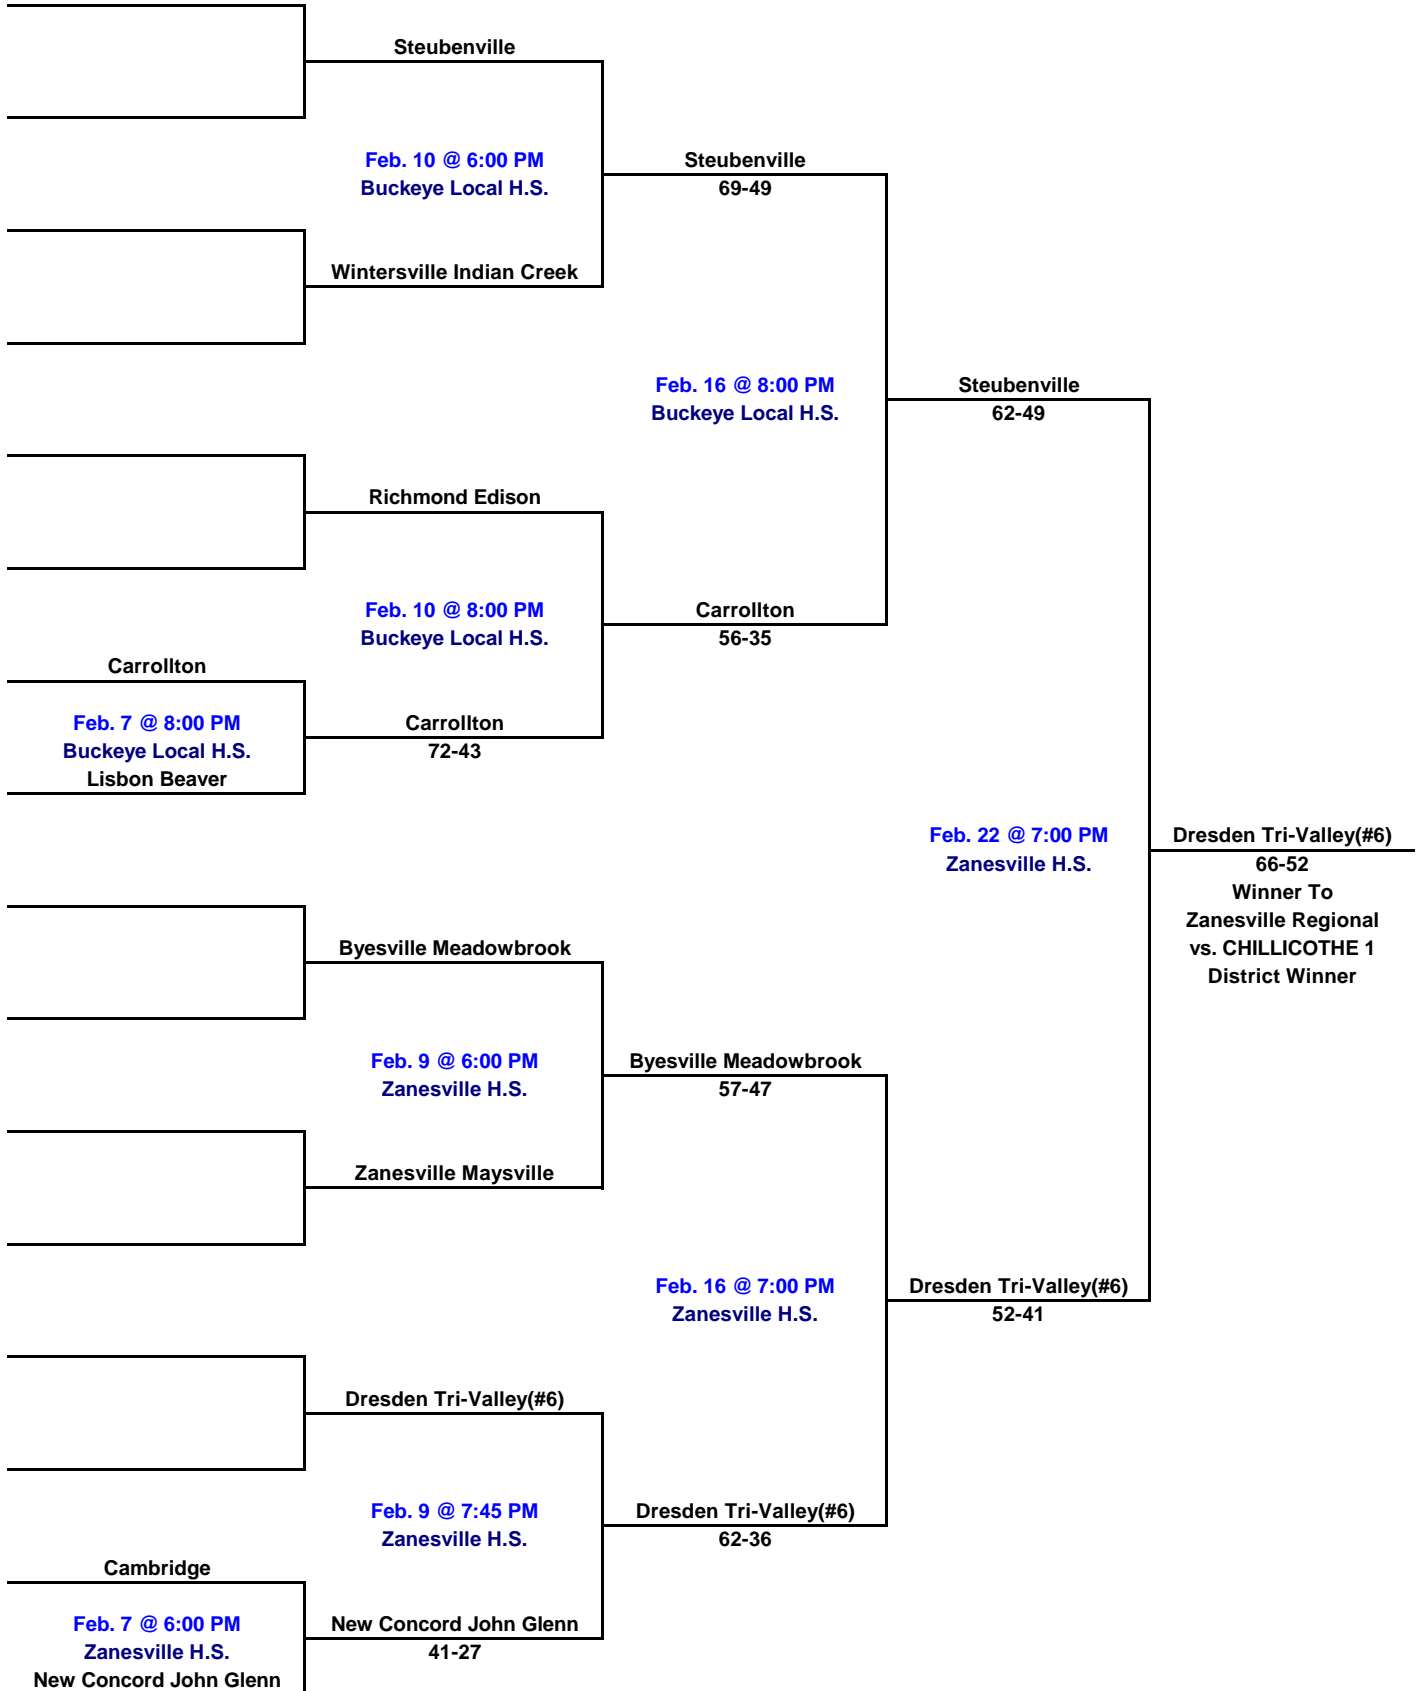 Steubenville
Feb. 10 @ 6:00 PM
Buckeye Local H.S.
Steubenville
69-49
Wintersville Indian Creek
Feb. 16 @ 8:00 PM
Buckeye Local H.S.
Steubenville
62-49
Richmond Edison
Feb. 10 @ 8:00 PM
Buckeye Local H.S.
Carrollton
56-35
Carrollton
Feb. 7 @ 8:00 PM
Buckeye Local H.S.
Lisbon Beaver
Carrollton
72-43
Feb. 22 @ 7:00 PM
Zanesville H.S.
Dresden Tri-Valley(#6)
66-52
Winner To
Zanesville Regional
vs. CHILLICOTHE 1
District Winner
Byesville Meadowbrook
Feb. 9 @ 6:00 PM
Zanesville H.S.
Byesville Meadowbrook
57-47
Zanesville Maysville
Feb. 16 @ 7:00 PM
Zanesville H.S.
Dresden Tri-Valley(#6)
52-41
Dresden Tri-Valley(#6)
Feb. 9 @ 7:45 PM
Zanesville H.S.
Dresden Tri-Valley(#6)
62-36
Cambridge
Feb. 7 @ 6:00 PM
Zanesville H.S.
New Concord John Glenn
New Concord John Glenn
41-27